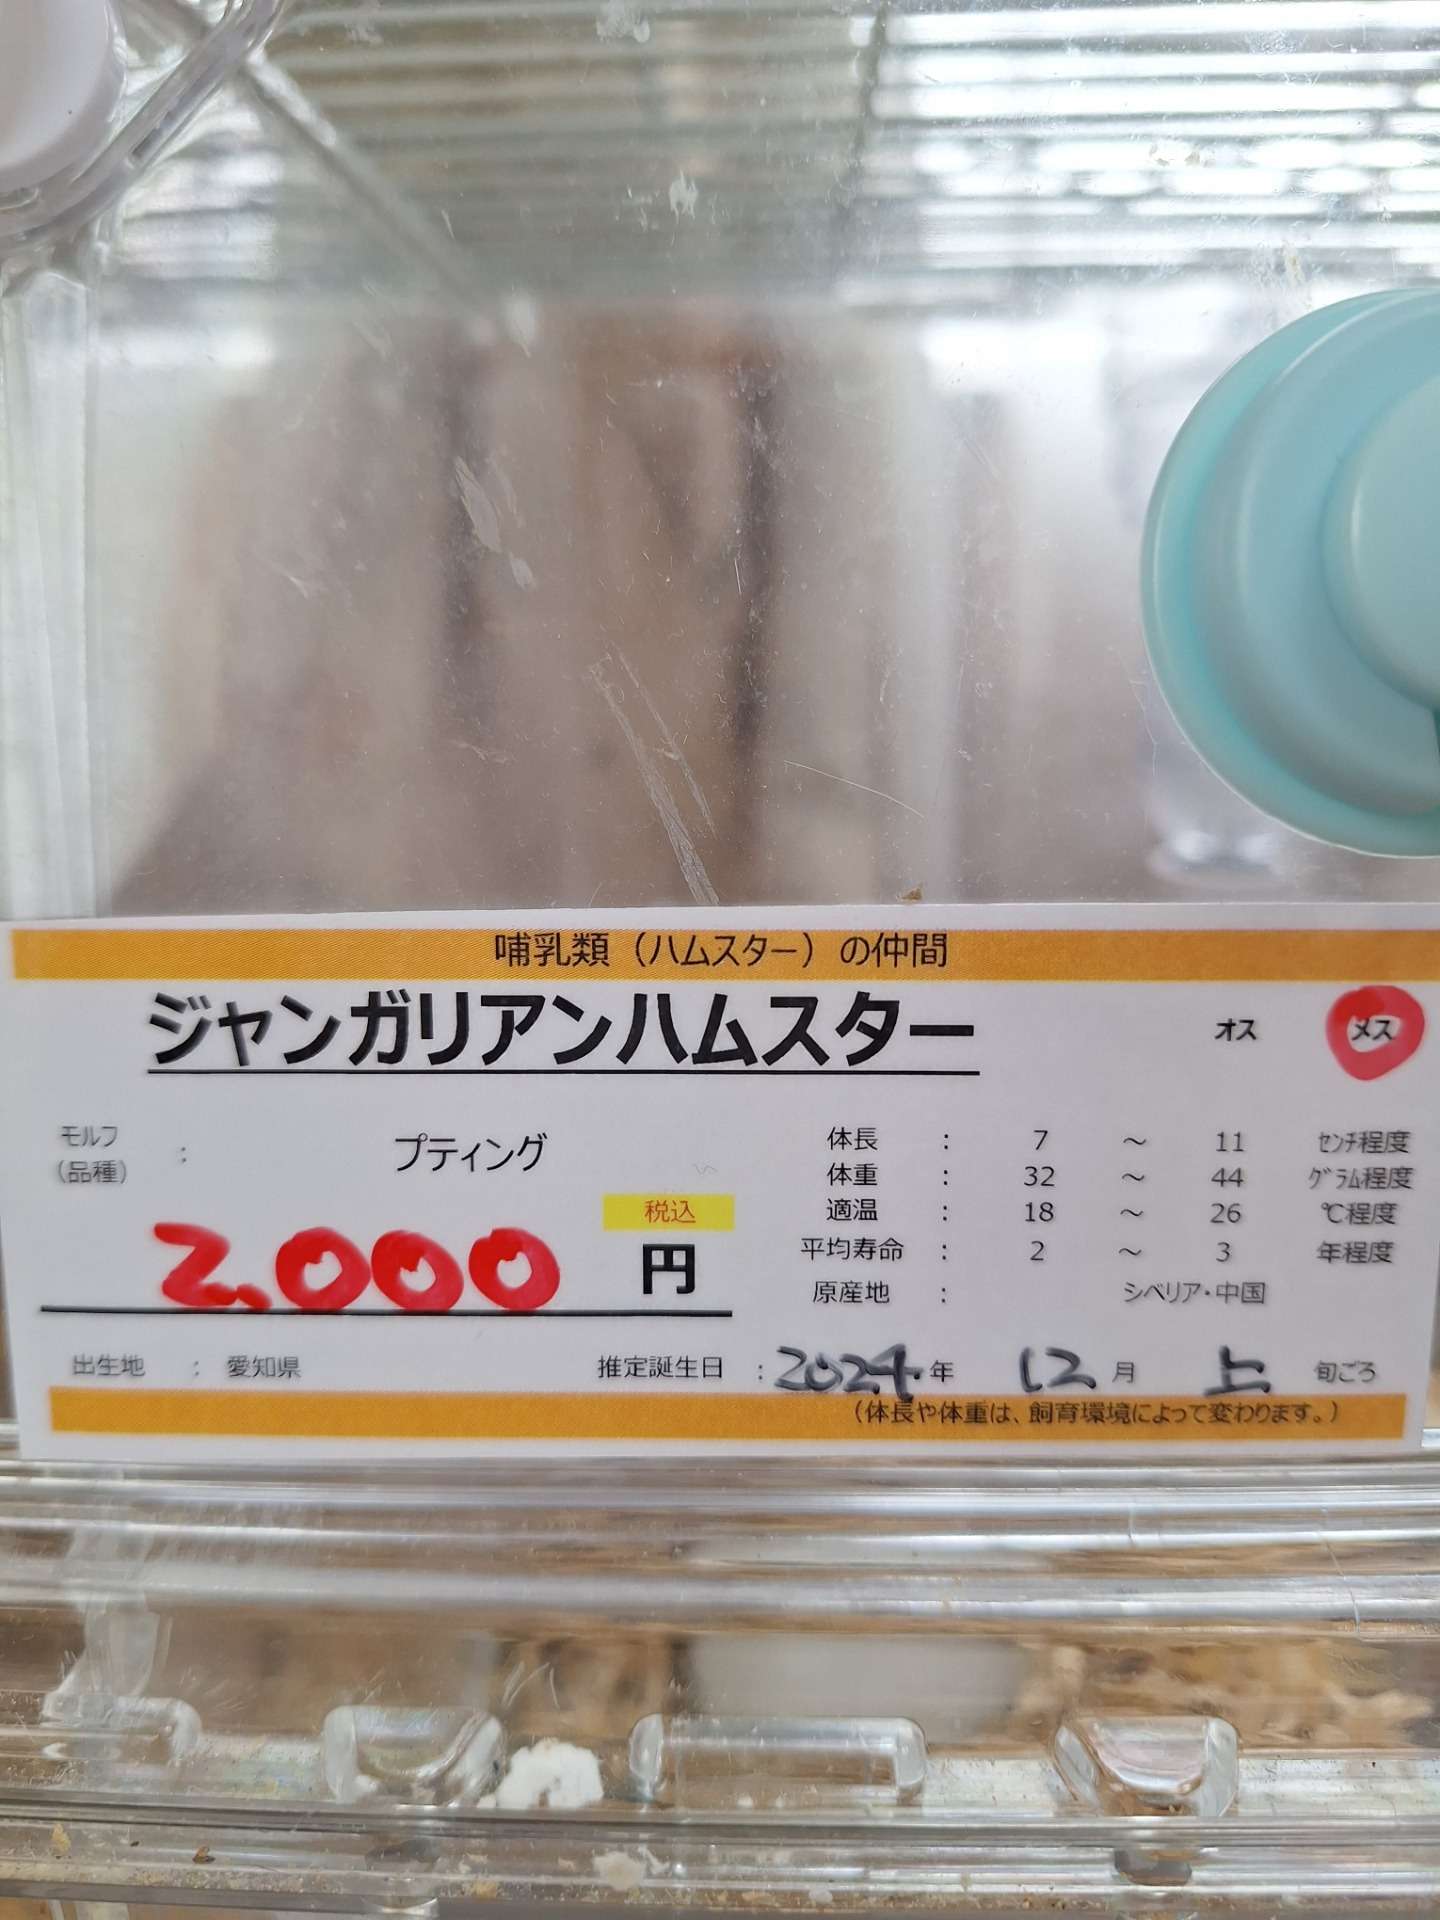 哺乳類（ハムスター）の仲間
ジャンガリアンハムスター オス メス
モルフ（品種） : プティング
税込
2,000 円
体長 : 7 ～ 11 センチ程度
体重 : 32 ～ 44 グラム程度
適温 : 18 ～ 26 ℃程度
平均寿命 : 2 ～ 3 年程度
原産地 : シベリア・中国
出生地 : 愛知県 推定誕生日 : 2024 年 12 月 上 旬ごろ
（体長や体重は、飼育環境によって変わります。）